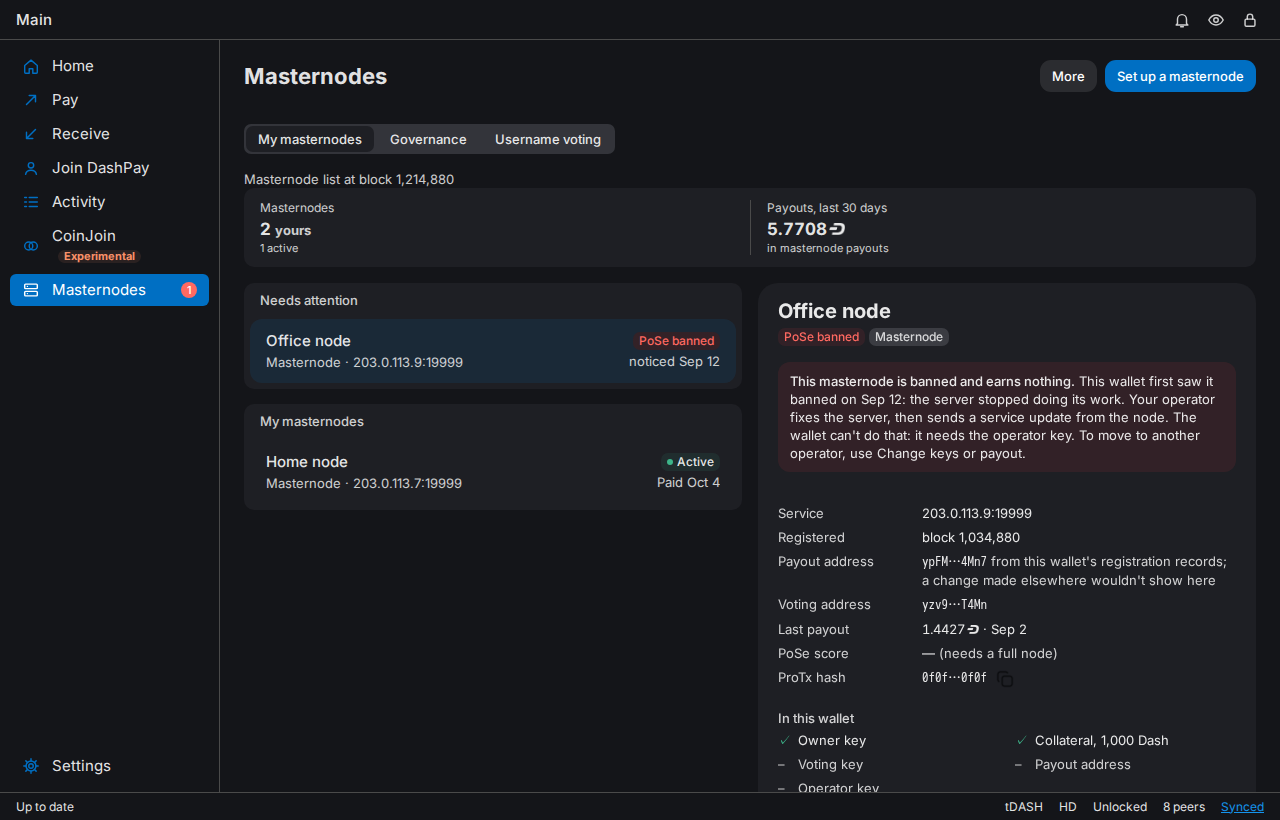 Main
Home
Pay
Receive
Join DashPay
Activity
CoinJoin
Experimental
Masternodes 1
Settings
Masternodes
More
Set up a masternode
My masternodes
Governance
Username voting
Masternode list at block 1,214,880
Masternodes
2 yours
1 active
Payouts, last 30 days
5.7708
in masternode payouts
Needs attention
Office node
PoSe banned
Masternode · 203.0.113.9:19999
noticed Sep 12
My masternodes
Home node
Active
Masternode · 203.0.113.7:19999
Paid Oct 4
Office node
PoSe banned
Masternode
This masternode is banned and earns nothing. This wallet first saw it
banned on Sep 12: the server stopped doing its work. Your operator
fixes the server, then sends a service update from the node. The
wallet can't do that: it needs the operator key. To move to another
operator, use Change keys or payout.
Service 203.0.113.9:19999
Registered block 1,034,880
Payout address ypFM···4Mn7 from this wallet's registration records;
a change made elsewhere wouldn't show here
Voting address yzv9···T4Mn
Last payout 1.4427 · Sep 2
PoSe score — (needs a full node)
ProTx hash 0f0f···0f0f
In this wallet
✓ Owner key
✓ Collateral, 1,000 Dash
– Voting key
– Payout address
– Operator key
Up to date
tDASH
HD
Unlocked
8 peers
Synced